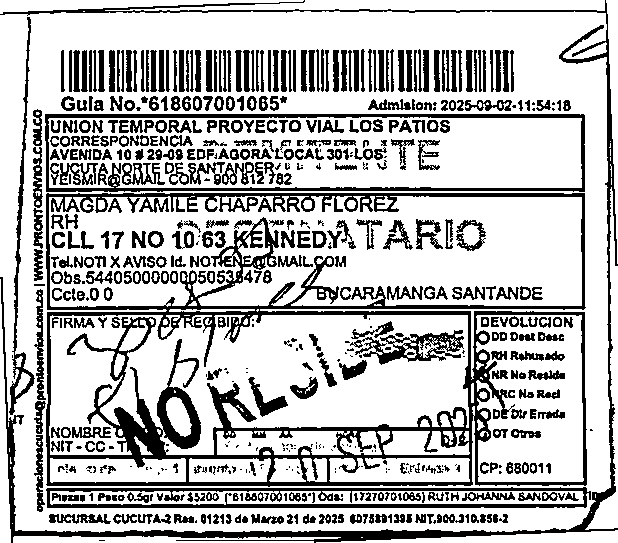 Guia No.*618607001065*
Admision: 2025-09-02-11:54:18
UNION TEMPORAL PROYECTO VIAL LOS PATIOS
CORRESPONDENCIA
AVENIDA 10 # 29-09 EDF AGORA LOCAL 301 LOS
CUCUTA NORTE DE SANTANDER
YEISMIR@GMAIL COM - 900 812 782
MAGDA YAMILE CHAPARRO FLOREZ
RH
DESTINATARIO
CLL 17 NO 10 63 KENNEDY
Tel.NOTI X AVISO Id. NOTIENE@GMAIL.COM
Ccte.0 0
BUCARAMANGA SANTANDE
FIRMA Y SELLO DE RECIBIDO:
NO RESIDE
NOMBRE
NIT - CC -
SEP
DEVOLUCION
DD Dest Desc
RH Rehusado
NR No Reside
NRC No Recl
DE Dir Errada
OT Otros
CP: 680011
Piezas 1 Peso 0.5gr Valor $5200 [*618607001065*] Ods: [17270701065] RUTH JOHANNA SANDOVAL
SUCURSAL CUCUTA-2 Res. 01213 de Marzo 21 de 2025 6075891395 NIT.900.310.856-2
operacionescucuta@prontoenvios.com.co | WWW.PRONTOENVIOS.COM.CO